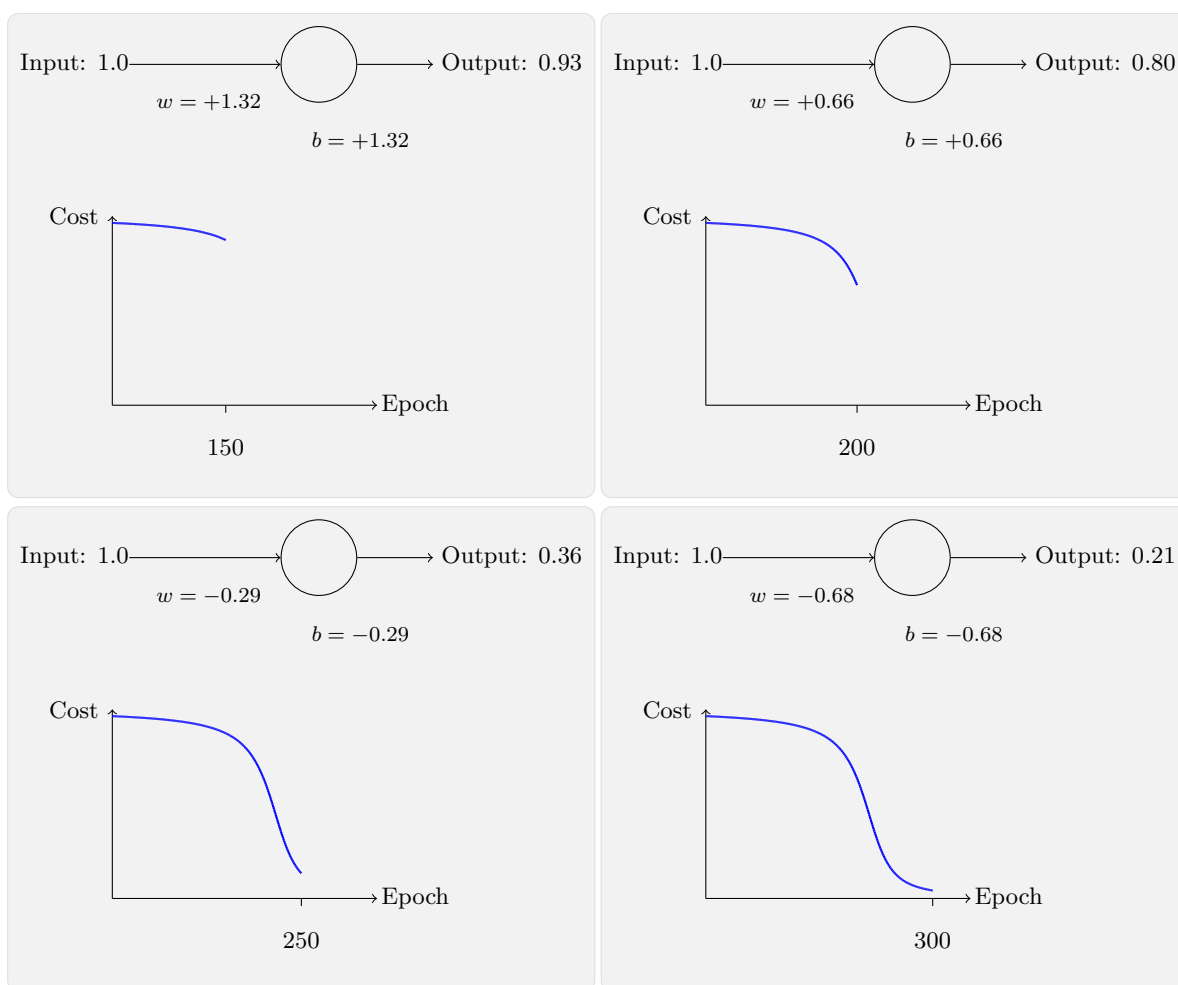 Input: 1.0
Output: 0.93
w = +1.32
b = +1.32
Cost
Epoch
150
Input: 1.0
Output: 0.80
w = +0.66
b = +0.66
Cost
Epoch
200
Input: 1.0
Output: 0.36
w = −0.29
b = −0.29
Cost
Epoch
250
Input: 1.0
Output: 0.21
w = −0.68
b = −0.68
Cost
Epoch
300